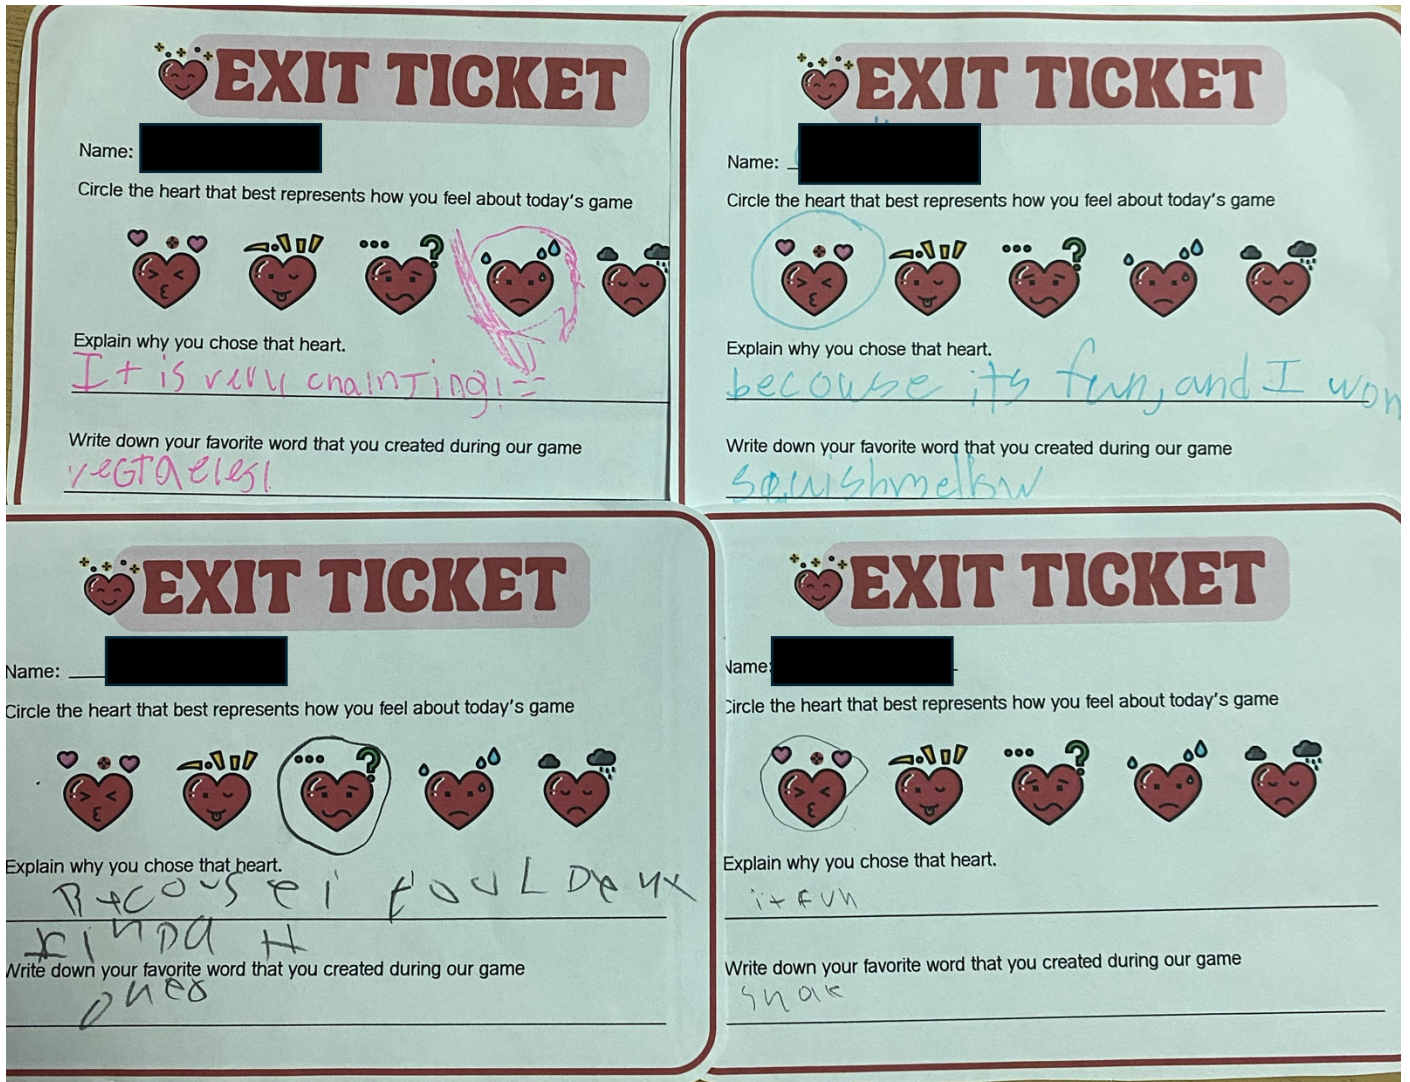 EXIT TICKET
Name:
Circle the heart that best represents how you feel about today's game
Explain why you chose that heart.
It is very
Write down your favorite word that you created during our game
EXIT TICKET
Name:
Circle the heart that best represents how you feel about today's game
Explain why you chose that heart.
becouse its fun, and I won
Write down your favorite word that you created during our game
squishmellow
EXIT TICKET
Name:
Circle the heart that best represents how you feel about today's game
Explain why you chose that heart.
Becouse i
kinda
Write down your favorite word that you created during our game
EXIT TICKET
Name:
Circle the heart that best represents how you feel about today's game
Explain why you chose that heart.
it fun
Write down your favorite word that you created during our game
snak